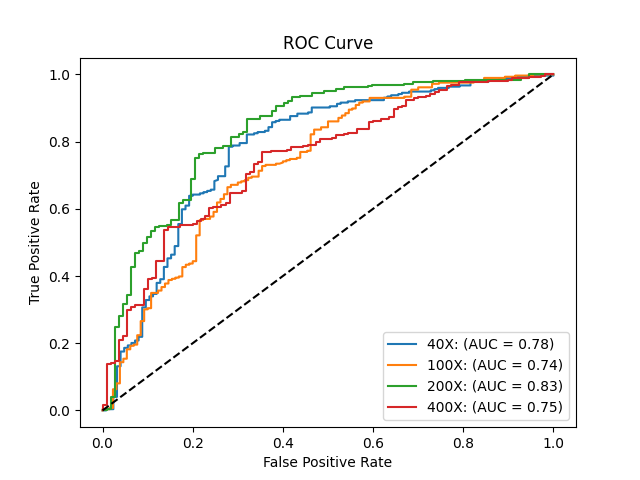 ROC Curve
True Positive Rate
1.0
0.8
0.6
0.4
0.2
0.0
0.0 0.2 0.4 0.6 0.8 1.0
False Positive Rate
40X: (AUC = 0.78)
100X: (AUC = 0.74)
200X: (AUC = 0.83)
400X: (AUC = 0.75)